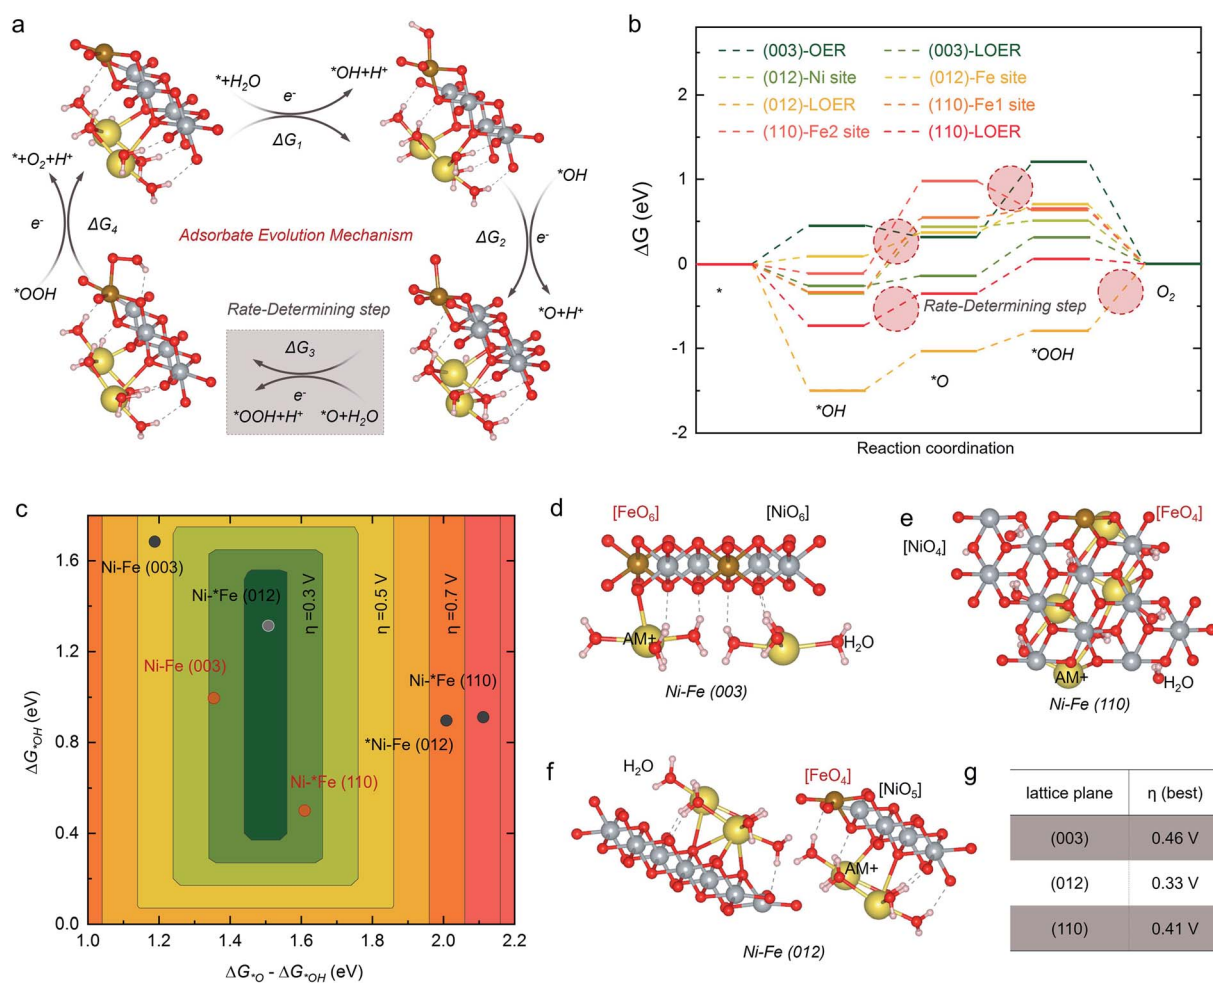 a
*+H2O
*OH+H+
e-
ΔG1
*+O2+H+
*OH
e-
ΔG4
Adsorbate Evolution Mechanism
ΔG2
e-
*OOH
Rate-Determining step
*O+H+
ΔG3
e-
*OOH+H+
*O+H2O
b
(003)-OER
(003)-LOER
(012)-Ni site
(012)-Fe site
(012)-LOER
(110)-Fe1 site
(110)-Fe2 site
(110)-LOER
ΔG (eV)
2
1
0
-1
-2
*
*OH
*O
*OOH
O2
Rate-Determining step
Reaction coordination
c
ΔG*OH (eV)
1.6
1.2
0.8
0.4
0.0
1.0
1.2
1.4
1.6
1.8
2.0
2.2
ΔG*O - ΔG*OH (eV)
Ni-Fe (003)
Ni-*Fe (012)
η =0.3 V
η =0.5 V
η =0.7 V
Ni-Fe (003)
Ni-*Fe (110)
*Ni-Fe (012)
Ni-*Fe (110)
d
[FeO6]
[NiO6]
AM+
H2O
Ni-Fe (003)
e
[FeO4]
[NiO4]
AM+
H2O
Ni-Fe (110)
f
H2O
[FeO4]
[NiO5]
AM+
Ni-Fe (012)
g
lattice plane η (best)
(003) 0.46 V
(012) 0.33 V
(110) 0.41 V